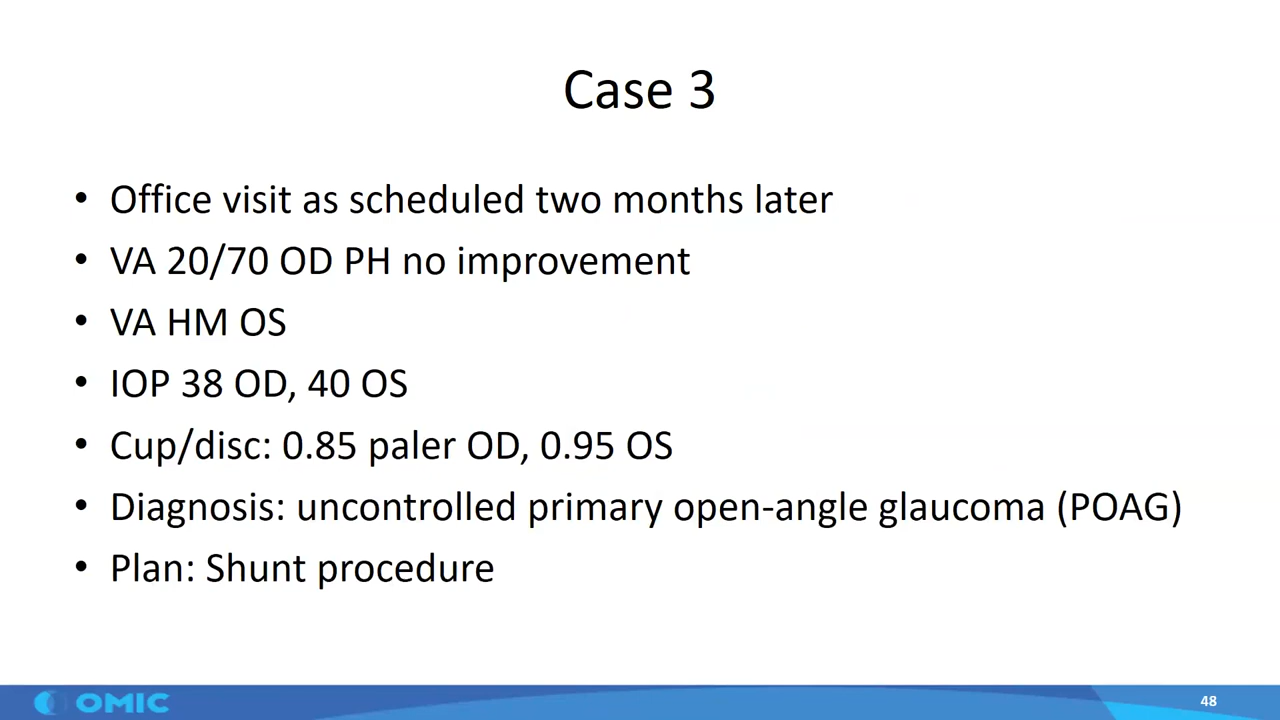 Case 3
• Office visit as scheduled two months later
• VA 20/70 OD PH no improvement
• VA HM OS
• IOP 38 OD, 40 OS
• Cup/disc: 0.85 paler OD, 0.95 OS
• Diagnosis: uncontrolled primary open-angle glaucoma (POAG)
• Plan: Shunt procedure
OMIC
48